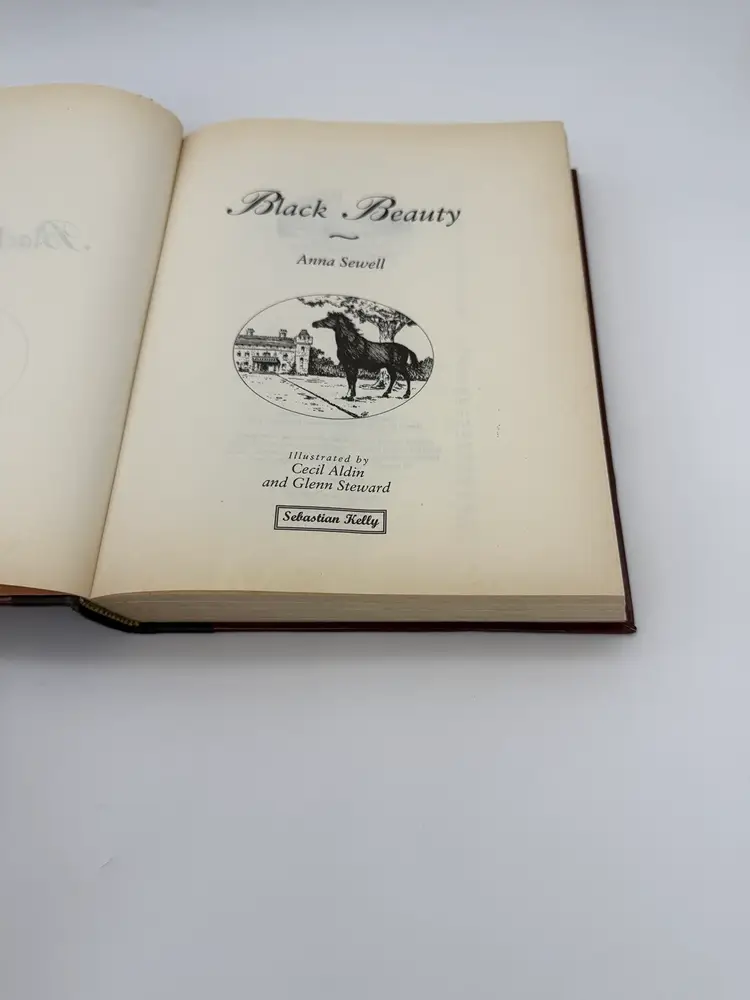 Black Beauty
~
Anna Sewell
Illustrated by
Cecil Aldin
and Glenn Steward
Sebastian Kelly